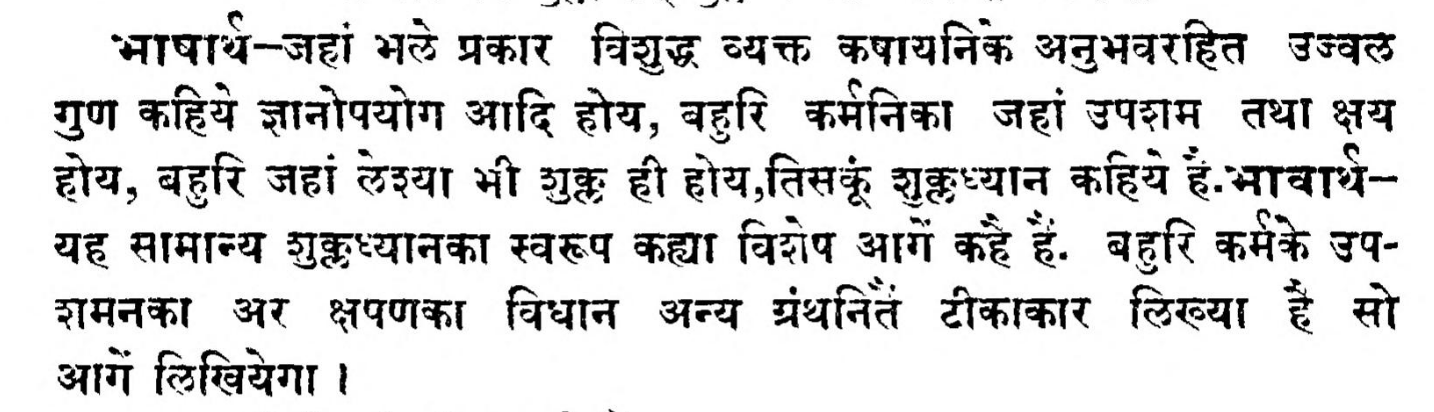 भाषार्थ–जहां भले प्रकार विशुद्ध व्यक्त कषायनिके अनुभवरहित उज्वल
गुण कहिये ज्ञानोपयोग आदि होय, बहुरि कर्मनिका जहां उपशम तथा क्षय
होय, बहुरि जहां लेश्या भी शुक्ल ही होय,तिसकूं शुक्लध्यान कहिये हैं.भावार्थ–
यह सामान्य शुक्लध्यानका स्वरूप कह्या विशेष आगें कहै हैं. बहुरि कर्मके उप-
शमनका अर क्षपणका विधान अन्य ग्रंथनितैं टीकाकार लिख्या है सो
आगें लिखियेगा ।